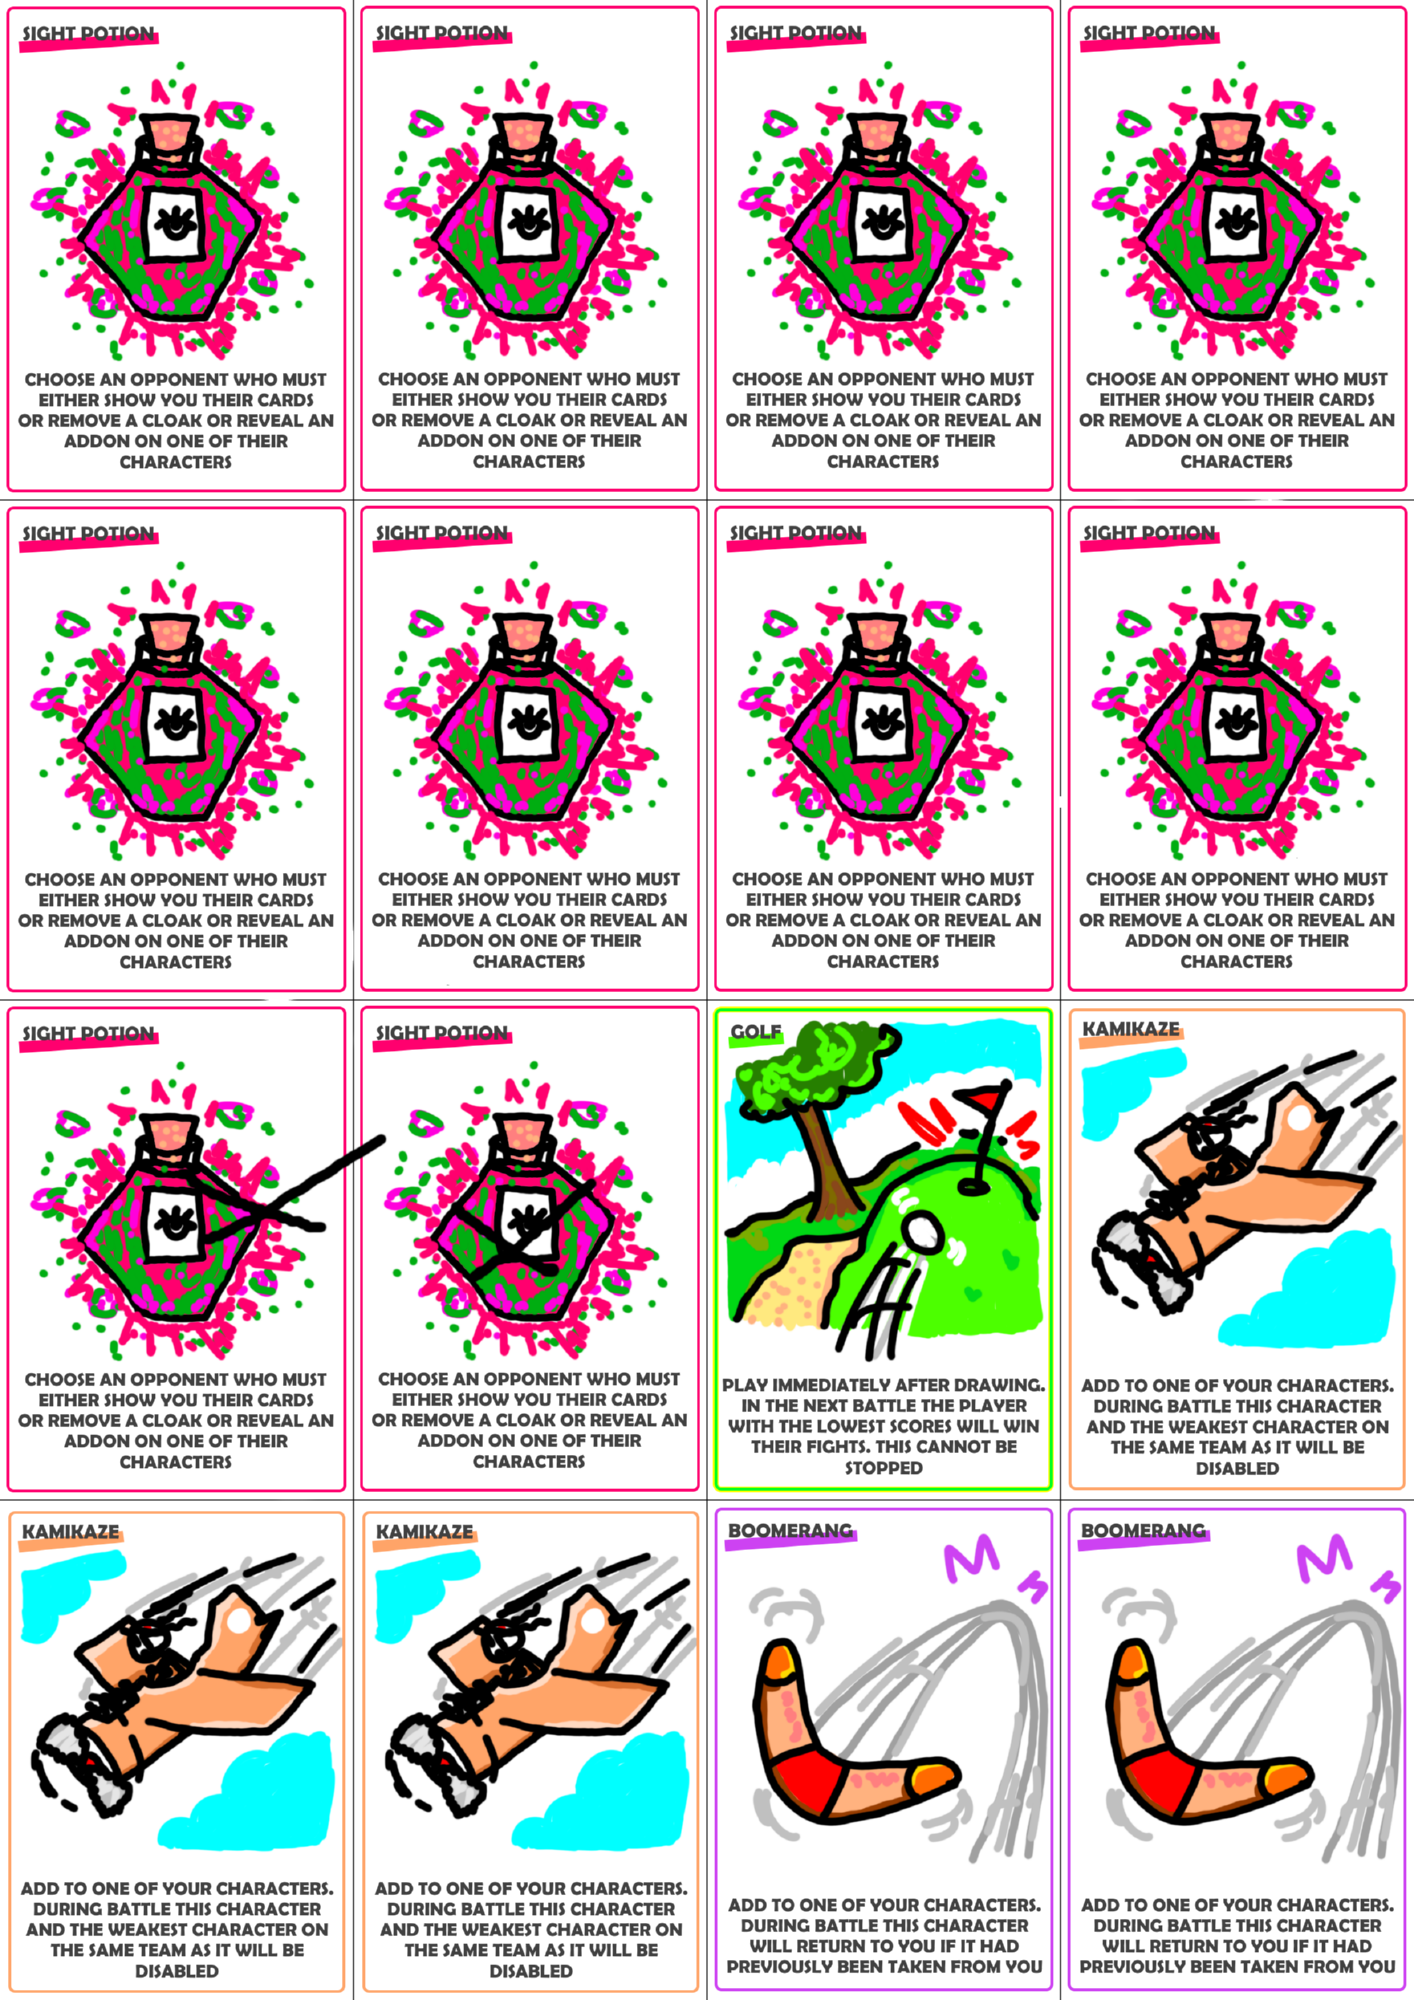 SIGHT POTION
CHOOSE AN OPPONENT WHO MUST
EITHER SHOW YOU THEIR CARDS
OR REMOVE A CLOAK OR REVEAL AN
ADDON ON ONE OF THEIR
CHARACTERS
SIGHT POTION
CHOOSE AN OPPONENT WHO MUST
EITHER SHOW YOU THEIR CARDS
OR REMOVE A CLOAK OR REVEAL AN
ADDON ON ONE OF THEIR
CHARACTERS
SIGHT POTION
CHOOSE AN OPPONENT WHO MUST
EITHER SHOW YOU THEIR CARDS
OR REMOVE A CLOAK OR REVEAL AN
ADDON ON ONE OF THEIR
CHARACTERS
SIGHT POTION
CHOOSE AN OPPONENT WHO MUST
EITHER SHOW YOU THEIR CARDS
OR REMOVE A CLOAK OR REVEAL AN
ADDON ON ONE OF THEIR
CHARACTERS
SIGHT POTION
CHOOSE AN OPPONENT WHO MUST
EITHER SHOW YOU THEIR CARDS
OR REMOVE A CLOAK OR REVEAL AN
ADDON ON ONE OF THEIR
CHARACTERS
SIGHT POTION
CHOOSE AN OPPONENT WHO MUST
EITHER SHOW YOU THEIR CARDS
OR REMOVE A CLOAK OR REVEAL AN
ADDON ON ONE OF THEIR
CHARACTERS
SIGHT POTION
CHOOSE AN OPPONENT WHO MUST
EITHER SHOW YOU THEIR CARDS
OR REMOVE A CLOAK OR REVEAL AN
ADDON ON ONE OF THEIR
CHARACTERS
SIGHT POTION
CHOOSE AN OPPONENT WHO MUST
EITHER SHOW YOU THEIR CARDS
OR REMOVE A CLOAK OR REVEAL AN
ADDON ON ONE OF THEIR
CHARACTERS
SIGHT POTION
CHOOSE AN OPPONENT WHO MUST
EITHER SHOW YOU THEIR CARDS
OR REMOVE A CLOAK OR REVEAL AN
ADDON ON ONE OF THEIR
CHARACTERS
SIGHT POTION
CHOOSE AN OPPONENT WHO MUST
EITHER SHOW YOU THEIR CARDS
OR REMOVE A CLOAK OR REVEAL AN
ADDON ON ONE OF THEIR
CHARACTERS
GOLF
PLAY IMMEDIATELY AFTER DRAWING.
IN THE NEXT BATTLE THE PLAYER
WITH THE LOWEST SCORES WILL WIN
THEIR FIGHTS. THIS CANNOT BE
STOPPED
KAMIKAZE
ADD TO ONE OF YOUR CHARACTERS.
DURING BATTLE THIS CHARACTER
AND THE WEAKEST CHARACTER ON
THE SAME TEAM AS IT WILL BE
DISABLED
KAMIKAZE
ADD TO ONE OF YOUR CHARACTERS.
DURING BATTLE THIS CHARACTER
AND THE WEAKEST CHARACTER ON
THE SAME TEAM AS IT WILL BE
DISABLED
KAMIKAZE
ADD TO ONE OF YOUR CHARACTERS.
DURING BATTLE THIS CHARACTER
AND THE WEAKEST CHARACTER ON
THE SAME TEAM AS IT WILL BE
DISABLED
BOOMERANG
ADD TO ONE OF YOUR CHARACTERS.
DURING BATTLE THIS CHARACTER
WILL RETURN TO YOU IF IT HAD
PREVIOUSLY BEEN TAKEN FROM YOU
BOOMERANG
ADD TO ONE OF YOUR CHARACTERS.
DURING BATTLE THIS CHARACTER
WILL RETURN TO YOU IF IT HAD
PREVIOUSLY BEEN TAKEN FROM YOU